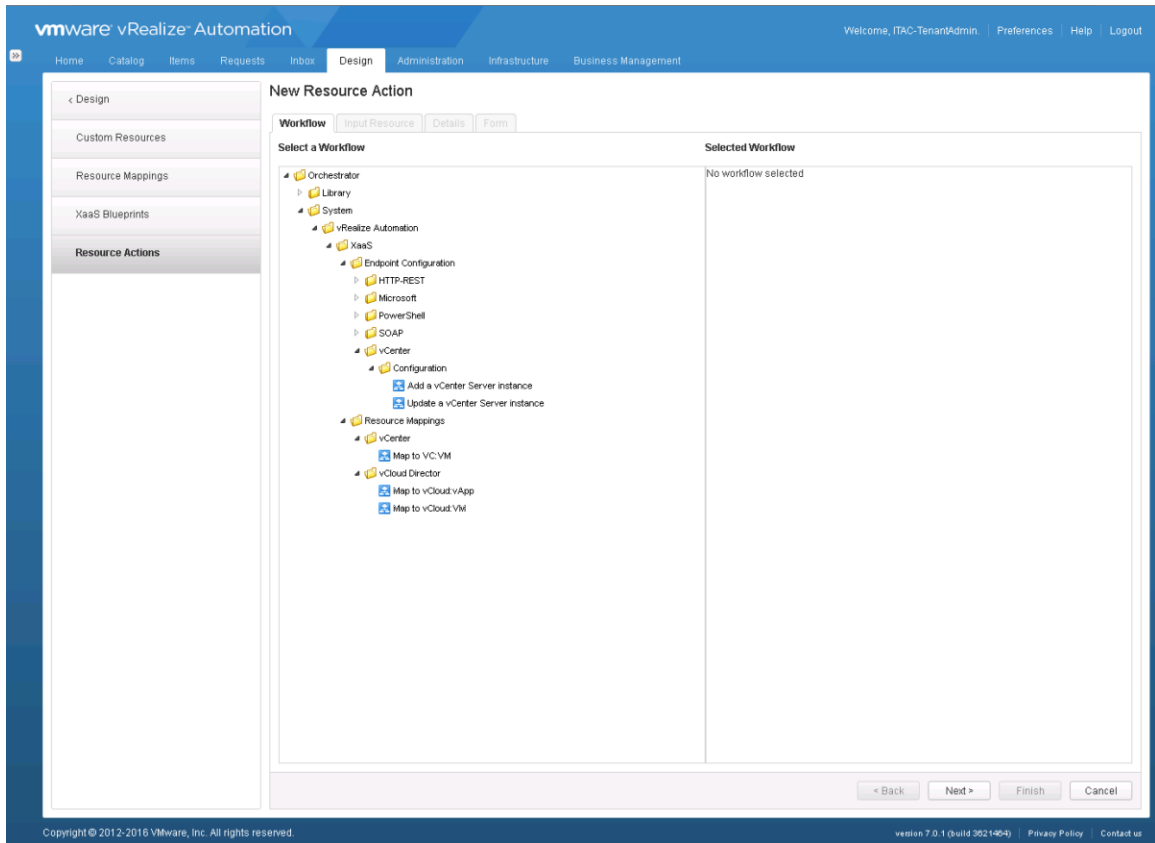 vmware vRealize™ Automation
Welcome, ITAC-TenantAdmin. Preferences Help Logout
Home Catalog Items Requests Inbox Design Administration Infrastructure Business Management
< Design
Custom Resources
Resource Mappings
XaaS Blueprints
Resource Actions
New Resource Action
Workflow Input Resource Details Form
Select a Workflow
Orchestrator
Library
System
vRealize Automation
XaaS
Endpoint Configuration
HTTP-REST
Microsoft
PowerShell
SOAP
vCenter
Configuration
Add a vCenter Server instance
Update a vCenter Server instance
Resource Mappings
vCenter
Map to VC:VM
vCloud Director
Map to vCloud:vApp
Map to vCloud:VM
Selected Workflow
No workflow selected
< Back Next > Finish Cancel
Copyright © 2012-2016 VMware, Inc. All rights reserved.
version 7.0.1 (build 3621464) Privacy Policy Contact us